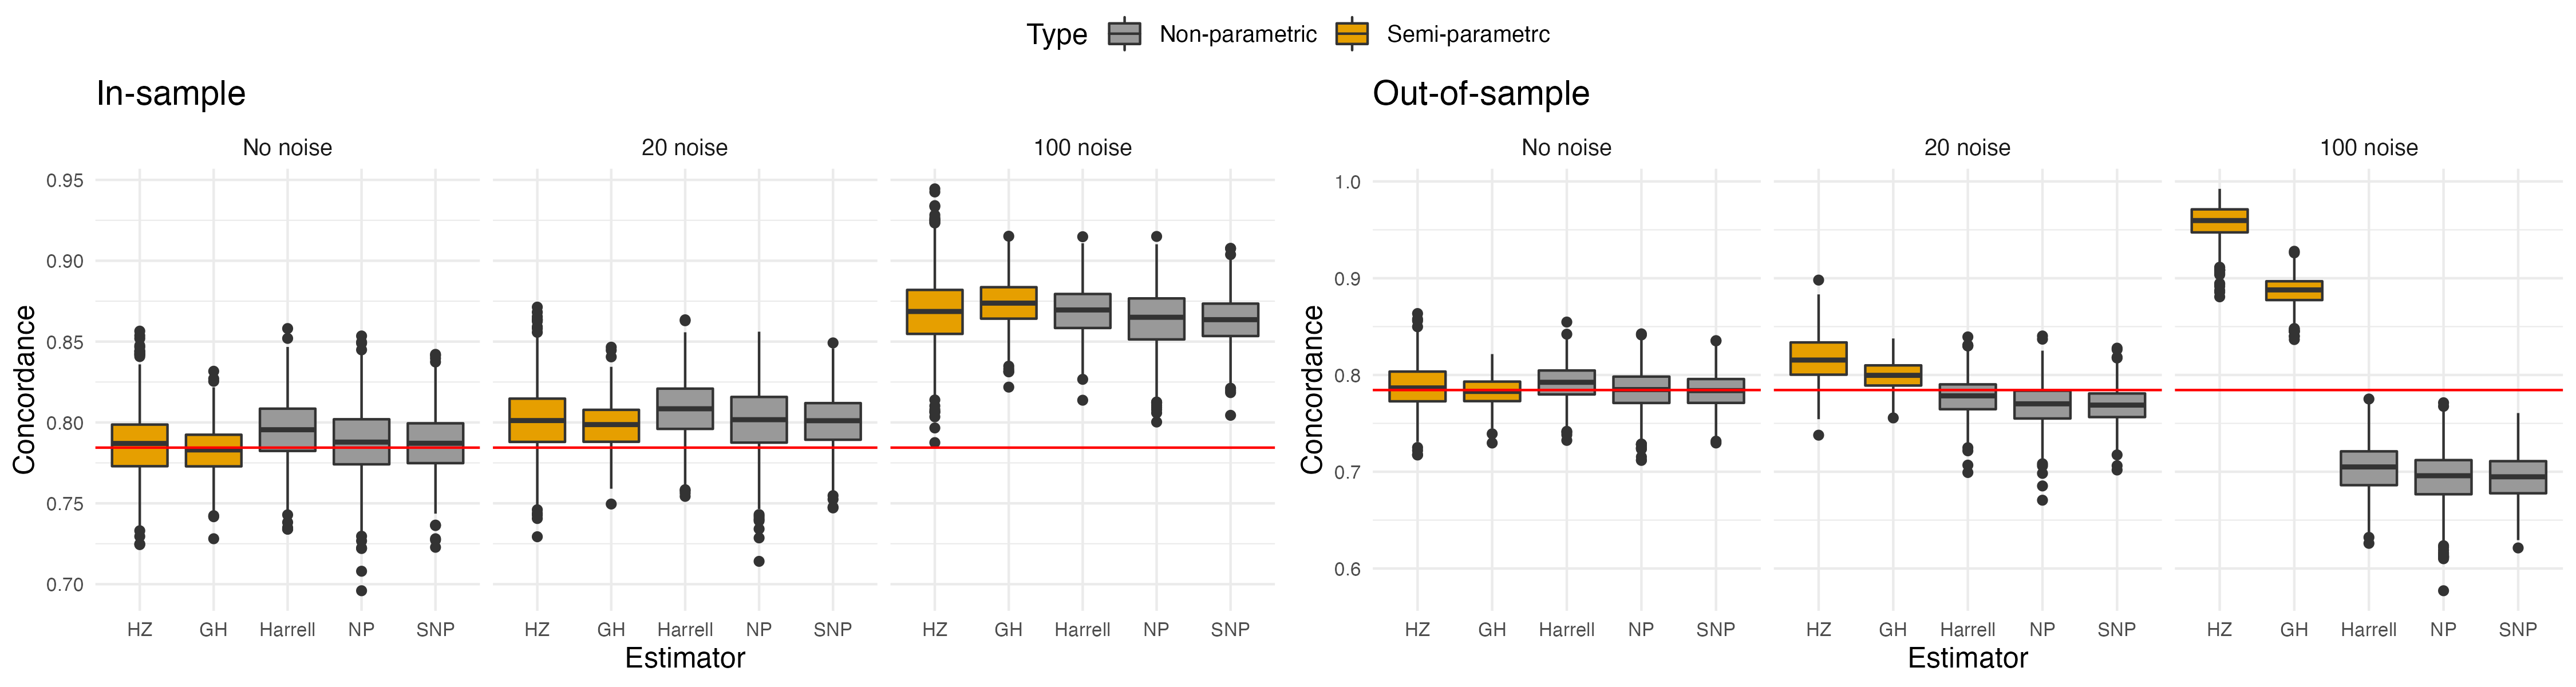 Type Non-parametric Semi-parametrc
In-sample
No noise 20 noise 100 noise
0.95
0.90
0.85
0.80
0.75
0.70
Concordance
HZ GH Harrell NP SNP HZ GH Harrell NP SNP HZ GH Harrell NP SNP
Estimator
Out-of-sample
No noise 20 noise 100 noise
1.0
0.9
0.8
0.7
0.6
Concordance
HZ GH Harrell NP SNP HZ GH Harrell NP SNP HZ GH Harrell NP SNP
Estimator